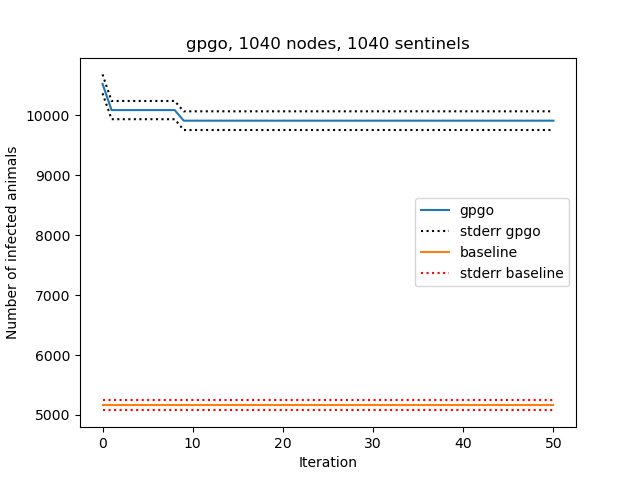 gpgo, 1040 nodes, 1040 sentinels
Number of infected animals
10000
9000
8000
7000
6000
5000
gpgo
stderr gpgo
baseline
stderr baseline
0 10 20 30 40 50
Iteration